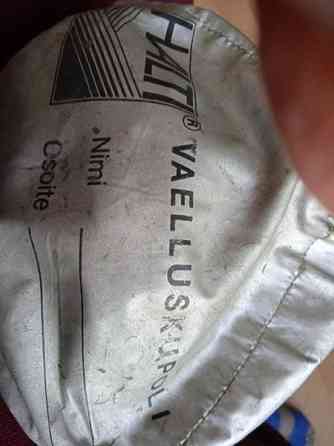 HALTI®
VAELLUSKUPOLI
Nimi
Osoite